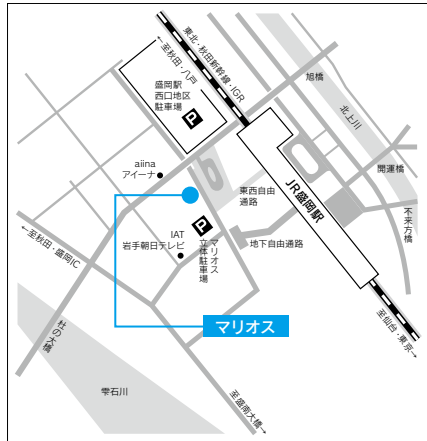 ←至秋田・八戸
東北・秋田新幹線・IGR
旭橋
盛岡駅
西口地区
駐車場
P
北上川
aiina
アイーナ
開運橋
JR盛岡駅
東西自由
通路
不来方橋
IAT
岩手朝日テレビ
P
マリオス
立体駐車場
地下自由通路
←至秋田・盛岡IC
マリオス
至仙台・東京→
杜の大橋
雫石川
至盛南大橋→